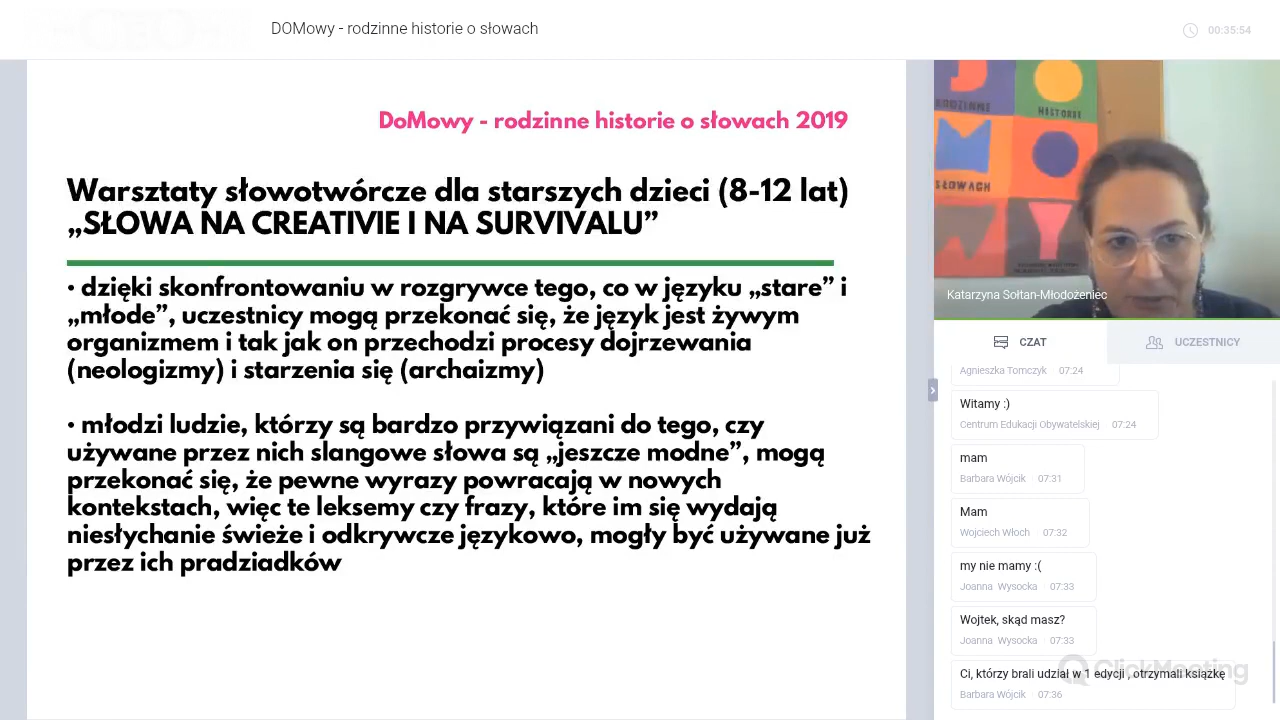 DOMowy - rodzinne historie o słowach
00:35:54
DoMowy - rodzinne historie o słowach 2019
Warsztaty słowotwórcze dla starszych dzieci (8-12 lat)
„SŁOWA NA CREATIVIE I NA SURVIVALU”
• dzięki skonfrontowaniu w rozgrywce tego, co w języku „stare” i
„młode”, uczestnicy mogą przekonać się, że język jest żywym
organizmem i tak jak on przechodzi procesy dojrzewania
(neologizmy) i starzenia się (archaizmy)
• młodzi ludzie, którzy są bardzo przywiązani do tego, czy
używane przez nich slangowe słowa są „jeszcze modne”, mogą
przekonać się, że pewne wyrazy powracają w nowych
kontekstach, więc te leksemy czy frazy, które im się wydają
niesłychanie świeże i odkrywcze językowo, mogły być używane już
przez ich pradziadków
RODZINNE
HISTORIE
SŁOWACH
Katarzyna Sołtan-Młodożeniec
CZAT
UCZESTNICY
Agnieszka Tomczyk 07:24
Witamy :)
Centrum Edukacji Obywatelskiej 07:24
mam
Barbara Wójcik 07:31
Mam
Wojciech Włoch 07:32
my nie mamy :(
Joanna Wysocka 07:33
Wojtek, skąd masz?
Joanna Wysocka 07:33
Ci, którzy brali udział w 1 edycji , otrzymali książkę
Barbara Wójcik 07:36
ClickMeeting